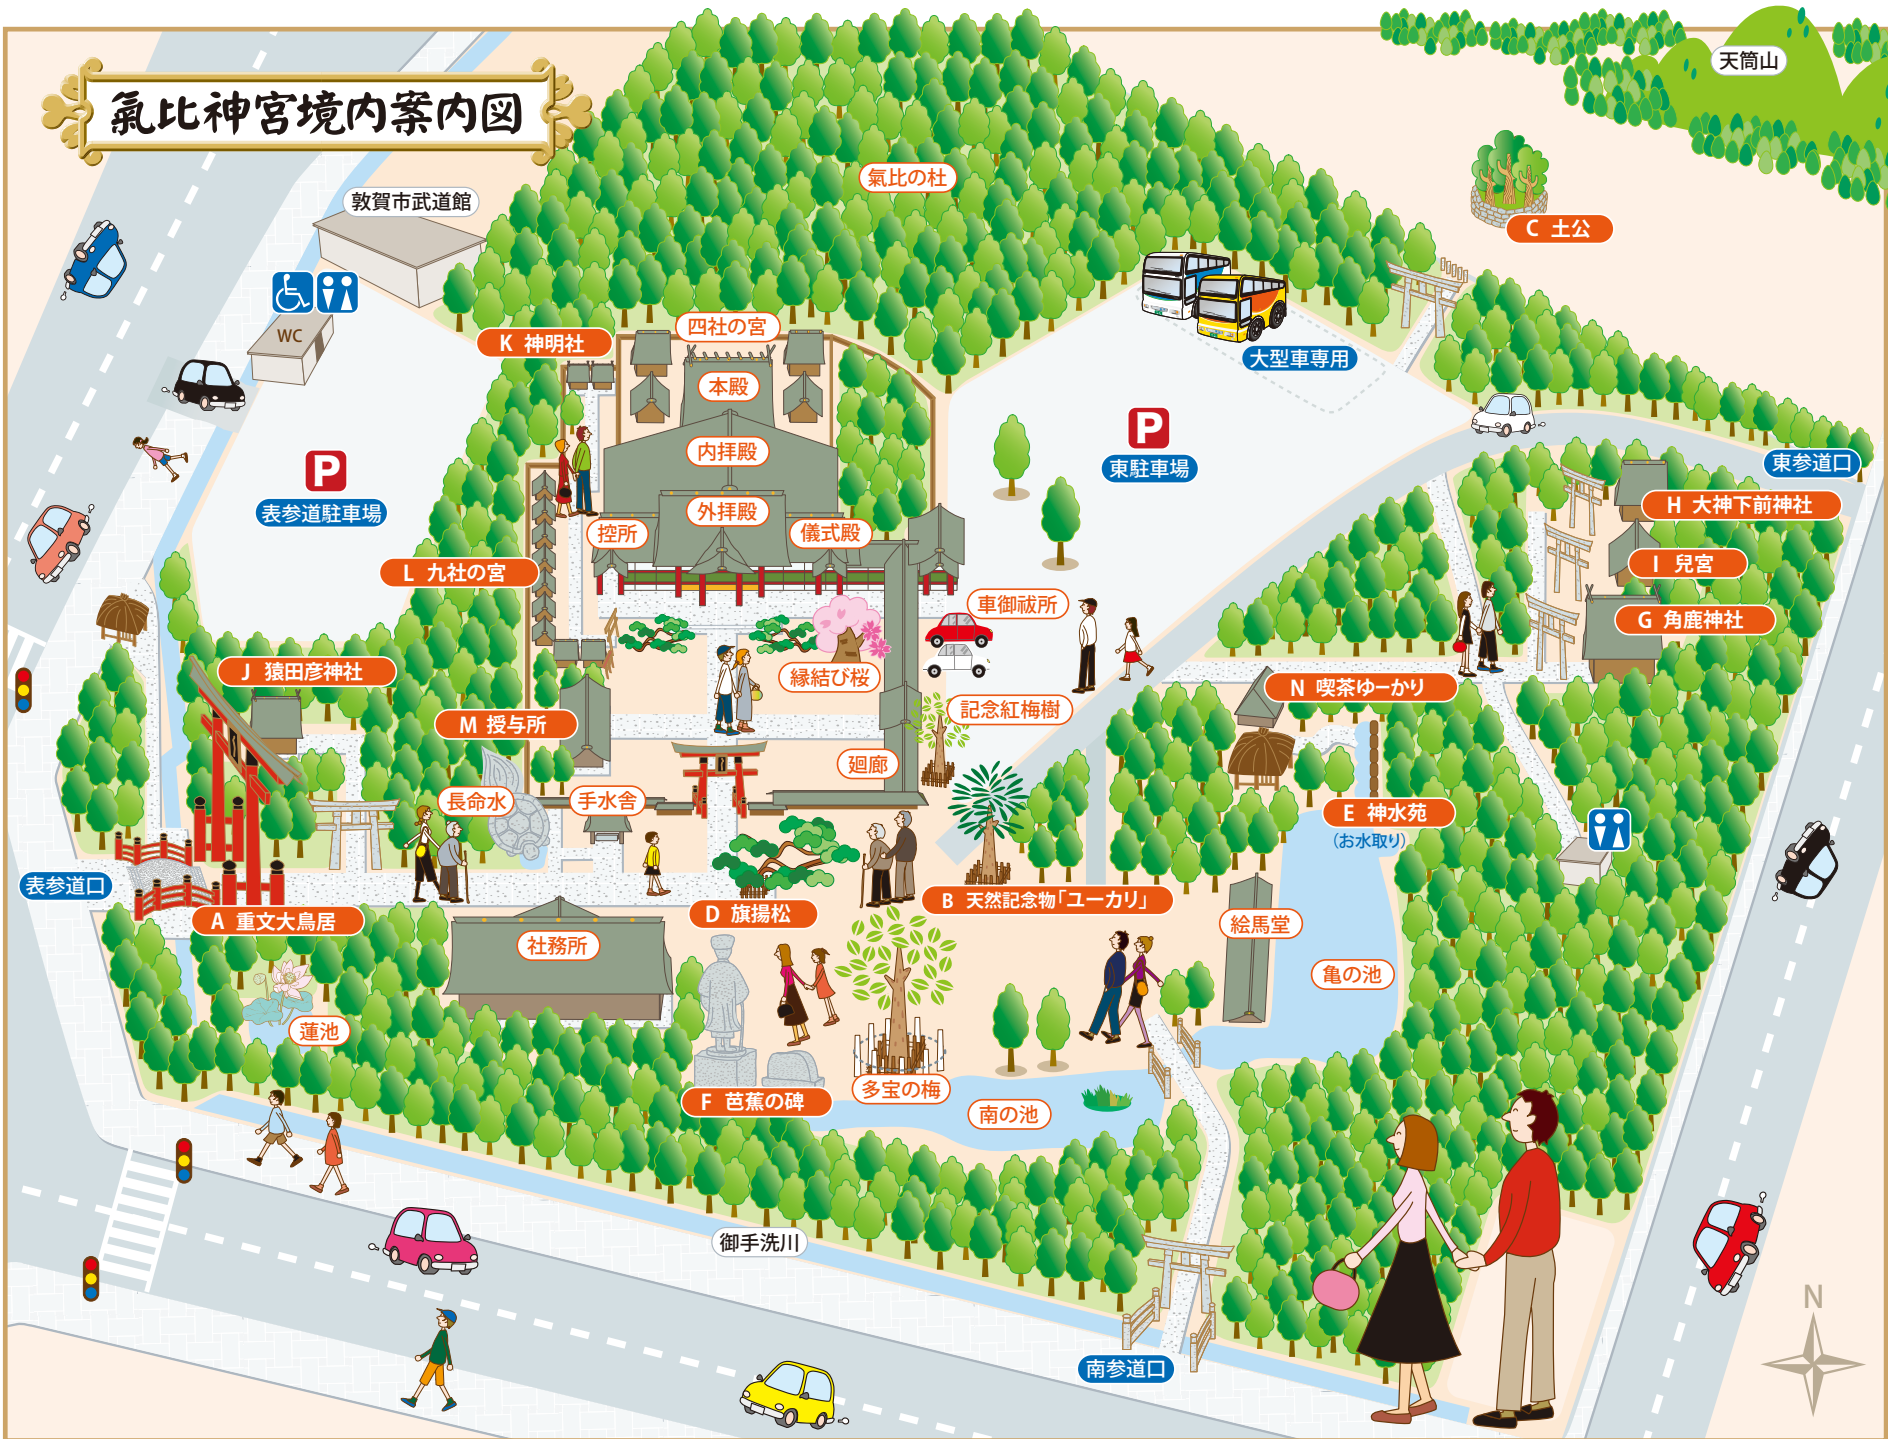 氣比神宮境内案内図
天筒山
氣比の杜
敦賀市武道館
C 土公
WC
K 神明社
四社の宮
大型車専用
本殿
内拝殿
P
東駐車場
東参道口
P
表参道駐車場
外拝殿
控所
儀式殿
H 大神下前神社
L 九社の宮
I 兒宮
車御祓所
G 角鹿神社
J 猿田彦神社
縁結び桜
N 喫茶ゆーかり
記念紅梅樹
M 授与所
廻廊
長命水
手水舎
E 神水苑
(お水取り)
表参道口
A 重文大鳥居
D 旗揚松
B 天然記念物「ユーカリ」
絵馬堂
社務所
亀の池
蓮池
多宝の梅
F 芭蕉の碑
南の池
御手洗川
N
南参道口